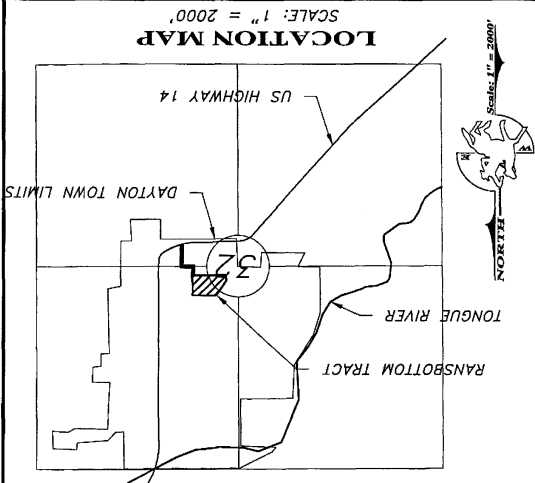 RANSBOTTOM TRACT
TONGUE RIVER
32
DAYTON TOWN LIMITS
US HIGHWAY 14
LOCATION MAP
SCALE: 1" = 2000'
NORTH
W
Scale: 1" = 2000'